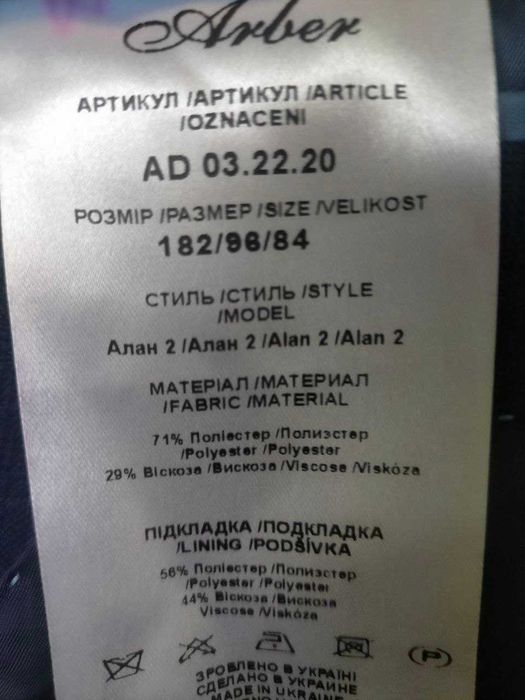 Arber
АРТИКУЛ /АРТИКУЛ /ARTICLE
/OZNACENI
AD 03.22.20
РОЗМІР /РАЗМЕР /SIZE /VELIKOST
182/96/84
СТИЛЬ /СТИЛЬ /STYLE
/MODEL
Алан 2 /Алан 2 /Alan 2 /Alan 2
МАТЕРІАЛ /МАТЕРИАЛ
/FABRIC /MATERIAL
71% Поліестер /Полиэстер
/Polyester /Polyester
29% Віскоза /Вискоза /Viscose /Viskóza
ПІДКЛАДКА /ПОДКЛАДКА
/LINING /PODŠÍVKA
56% Поліестер /Полиэстер
/Polyester /Polyester
44% Віскоза /Вискоза
Viscose /Viskóza
P
ЗРОБЛЕНО В УКРАЇНІ
СДЕЛАНО В УКРАИНЕ
MADE IN UKRAINE